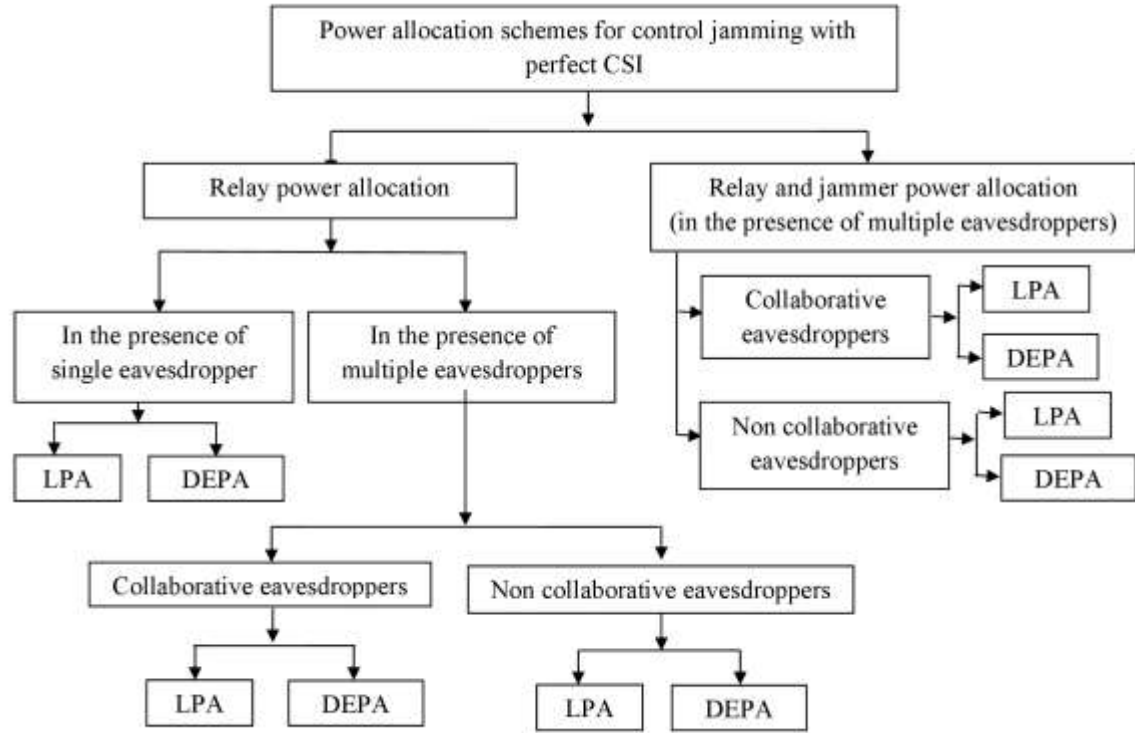 Power allocation schemes for control jamming with
perfect CSI
Relay power allocation
Relay and jammer power allocation
(in the presence of multiple eavesdroppers)
In the presence of
single eavesdropper
In the presence of
multiple eavesdroppers
Collaborative
eavesdroppers
LPA
DEPA
Non collaborative
eavesdroppers
LPA
DEPA
LPA
DEPA
Collaborative eavesdroppers
Non collaborative eavesdroppers
LPA
DEPA
LPA
DEPA